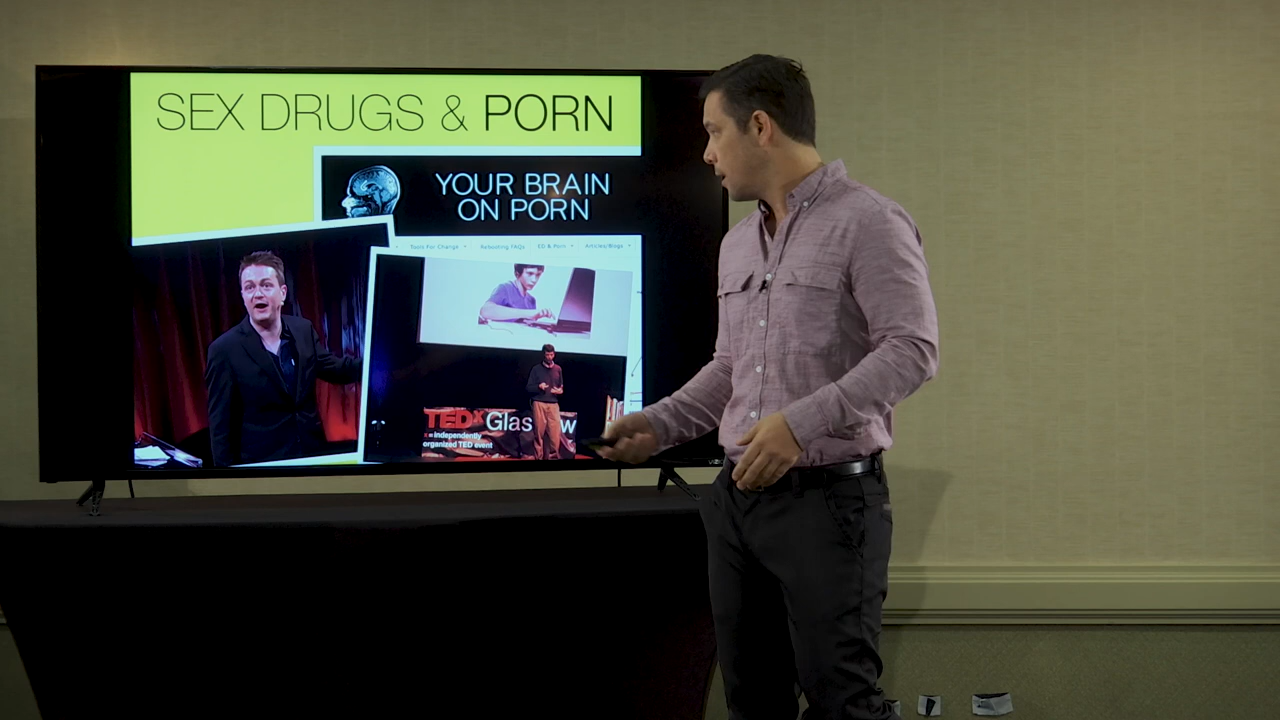 SEX DRUGS & PORN
YOUR BRAIN
ON PORN
Tools For Change
Rebooting FAQs
ED & Porn
Articles/Blogs
TEDx Glas
independently
organized TED event